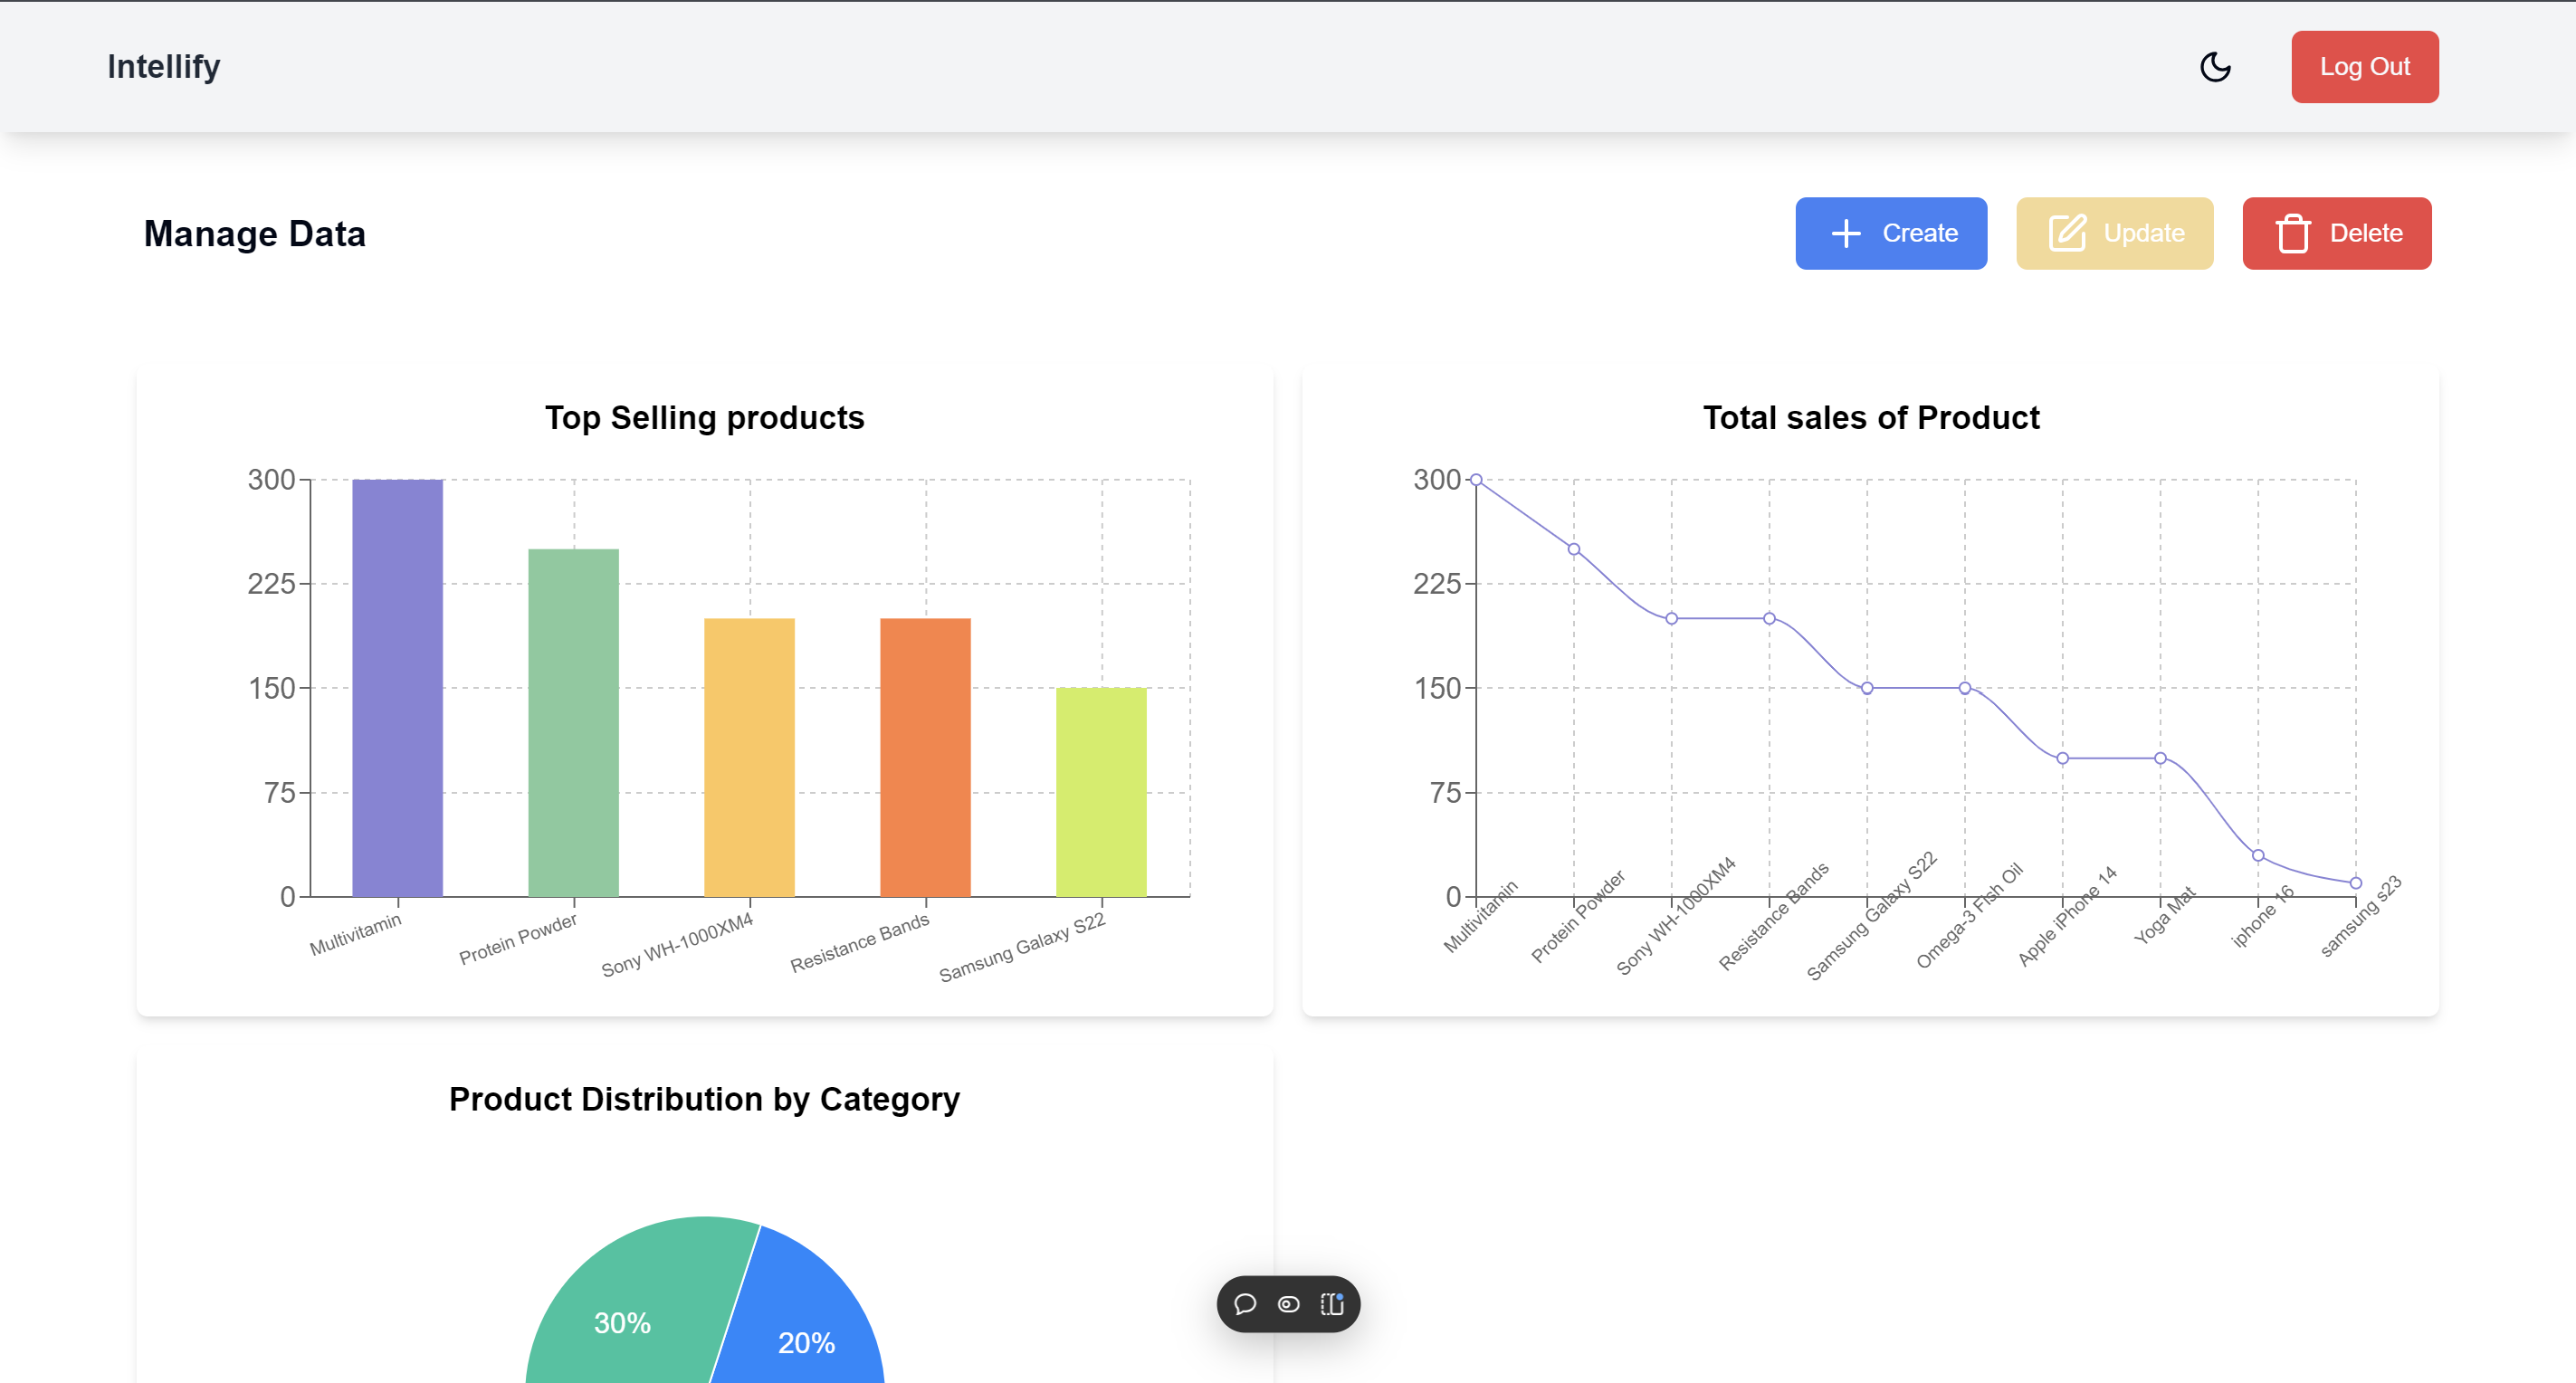 Intellify
Log Out
Manage Data
Create
Update
Delete
Top Selling products
300
225
150
75
0
Multivitamin
Protein Powder
Sony WH-1000XM4
Resistance Bands
Samsung Galaxy S22
Total sales of Product
300
225
150
75
0
Multivitamin
Protein Powder
Sony WH-1000XM4
Resistance Bands
Samsung Galaxy S22
Omega-3 Fish Oil
Apple iPhone 14
Yoga Mat
iphone 16
samsung s23
Product Distribution by Category
30%
20%